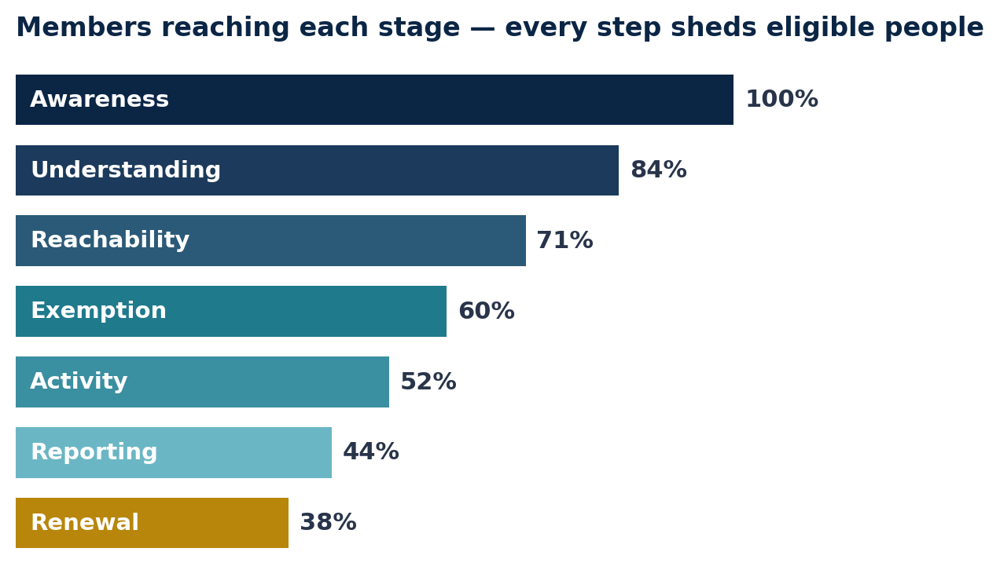 Members reaching each stage — every step sheds eligible people
Awareness 100%
Understanding 84%
Reachability 71%
Exemption 60%
Activity 52%
Reporting 44%
Renewal 38%